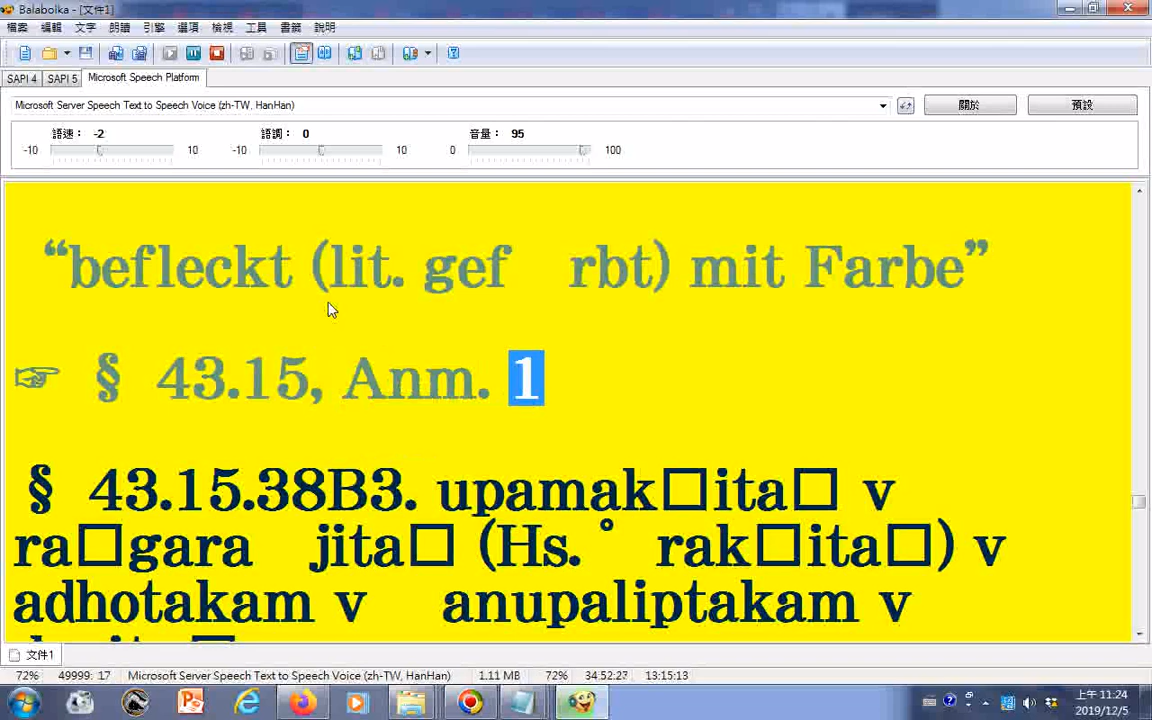 Balabolka - [文件1]
檔案 編輯 文字 朗讀 引擎 選項 檢視 工具 書籤 說明
SAPI 4 SAPI 5 Microsoft Speech Platform
Microsoft Server Speech Text to Speech Voice (zh-TW, HanHan) 關於 預設
語速： -2 語調： 0 音量： 95
-10 10 -10 10 0 100
“befleckt (lit. gef rbt) mit Farbe”
☞ § 43.15, Anm. 1
§ 43.15.38B3. upamak□ita□ v
ra□gara jita□ (Hs. ° rak□ita□) v
adhotakam v anupaliptakam v
文件1
72% 49999: 17 Microsoft Server Speech Text to Speech Voice (zh-TW, HanHan) 1.11 MB 72% 34:52:23 13:15:13
上午 11:24
2019/12/5